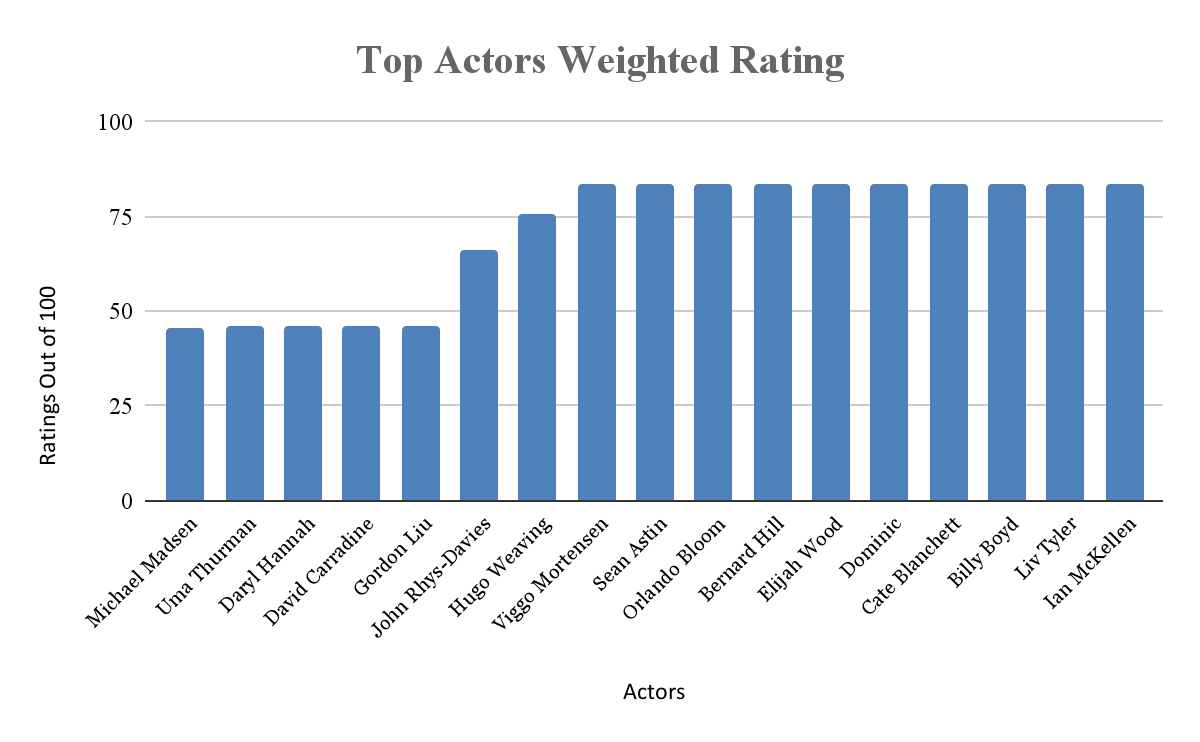 Top Actors Weighted Rating
100
75
50
25
0
Ratings Out of 100
Michael Madsen
Uma Thurman
Daryl Hannah
David Carradine
Gordon Liu
John Rhys-Davies
Hugo Weaving
Viggo Mortensen
Sean Astin
Orlando Bloom
Bernard Hill
Elijah Wood
Dominic
Cate Blanchett
Billy Boyd
Liv Tyler
Ian McKellen
Actors